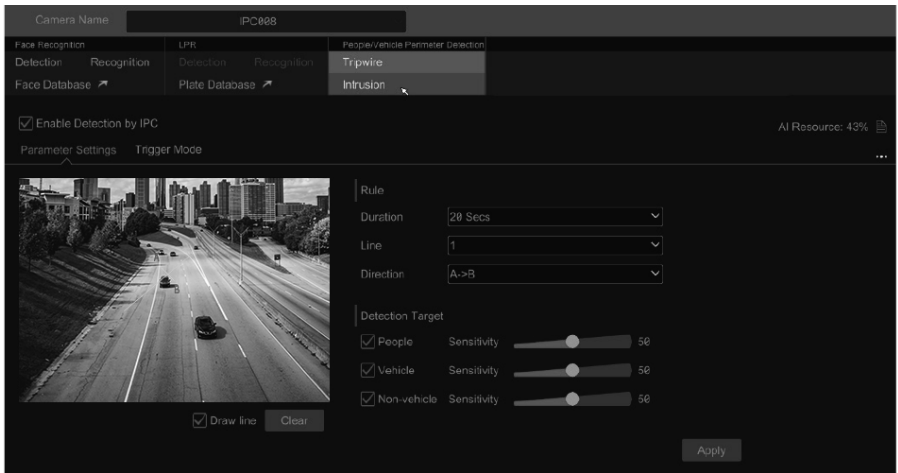 Camera Name IPC008
Face Recognition LPR People/Vehicle Perimeter Detection
Detection Recognition Detection Recognition Tripwire
Face Database Plate Database Intrusion
Enable Detection by IPC
AI Resource: 43%
Parameter Settings Trigger Mode
...
Rule
Duration 20 Secs
Line 1
Direction A->B
Detection Target
People Sensitivity 50
Vehicle Sensitivity 50
Non-vehicle Sensitivity 50
Draw line Clear
Apply